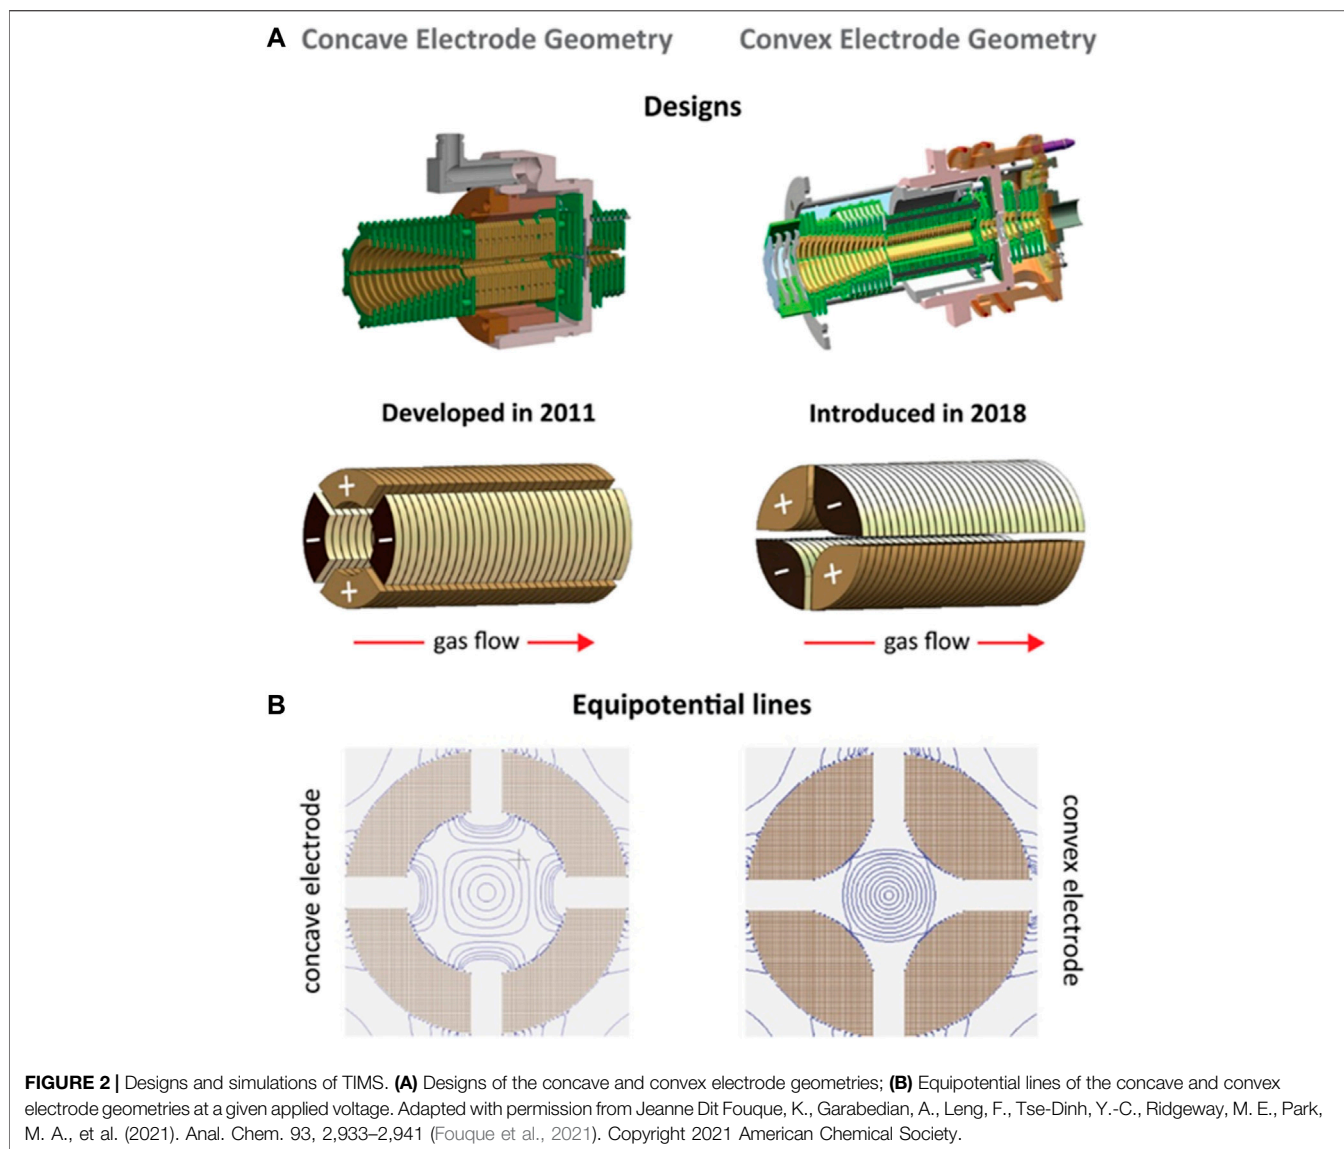 A Concave Electrode Geometry Convex Electrode Geometry
Designs
Developed in 2011 Introduced in 2018
+ - - + + - - +
gas flow gas flow
B Equipotential lines
concave electrode
convex electrode
FIGURE 2 | Designs and simulations of TIMS. (A) Designs of the concave and convex electrode geometries; (B) Equipotential lines of the concave and convex
electrode geometries at a given applied voltage. Adapted with permission from Jeanne Dit Fouque, K., Garabedian, A., Leng, F., Tse-Dinh, Y.-C., Ridgeway, M. E., Park,
M. A., et al. (2021). Anal. Chem. 93, 2,933–2,941 (Fouque et al., 2021). Copyright 2021 American Chemical Society.